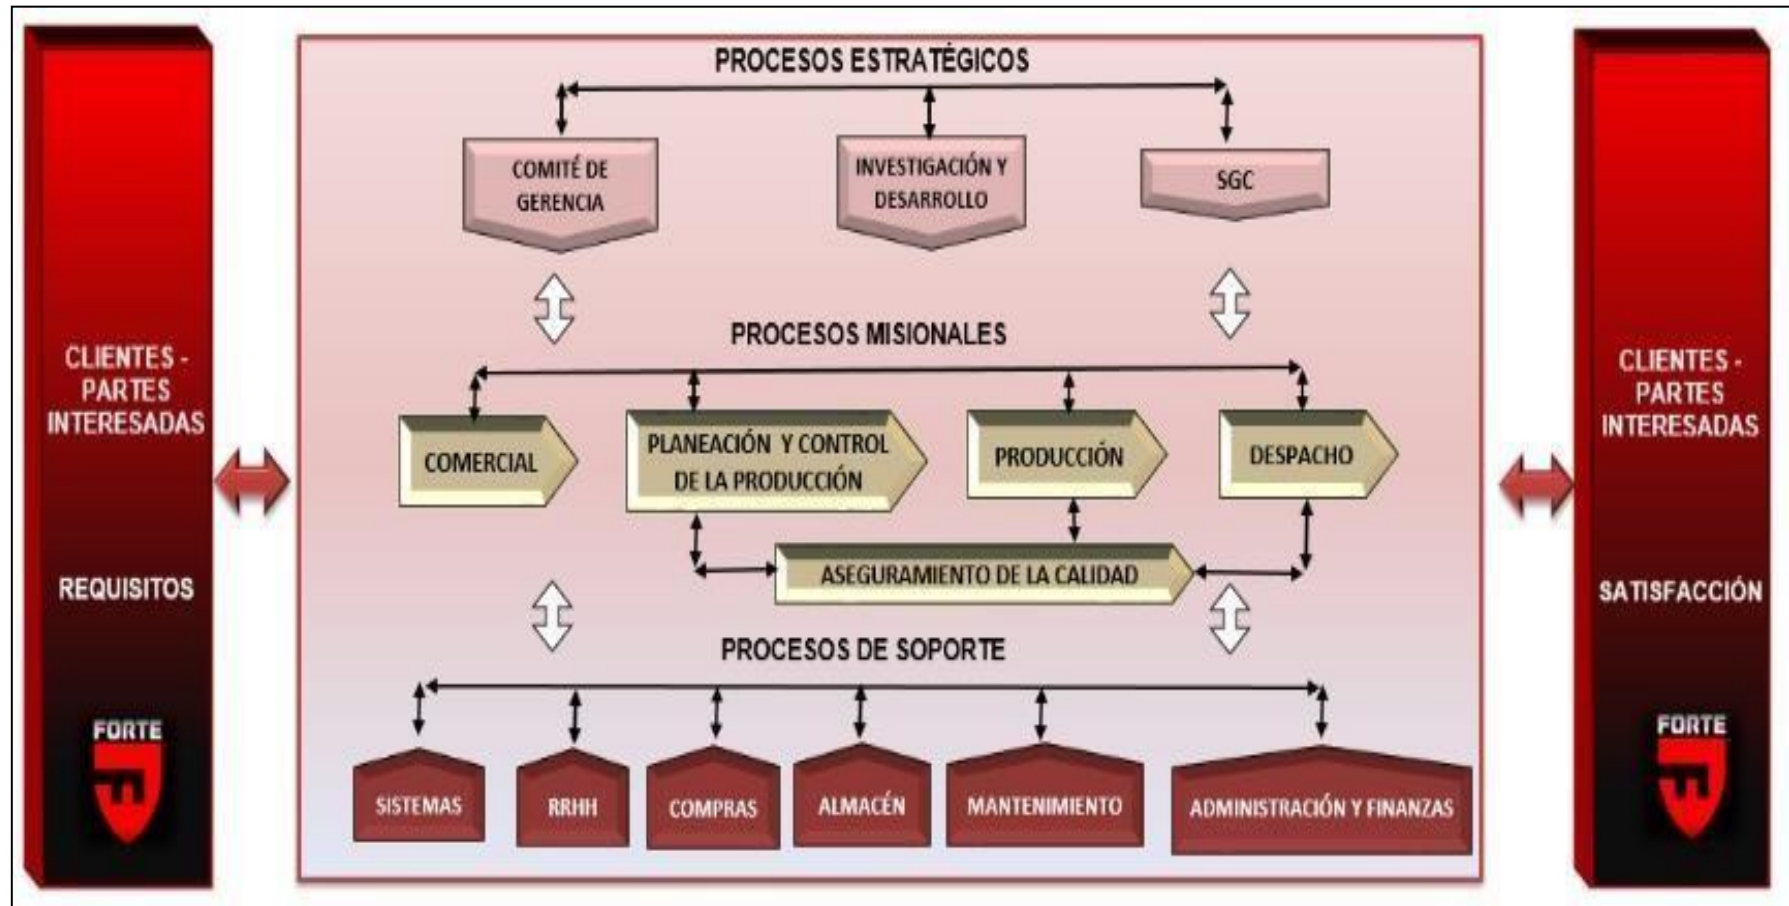 PROCESOS ESTRATÉGICOS
COMITÉ DE
GERENCIA
INVESTIGACIÓN Y
DESARROLLO
SGC
CLIENTES -
PARTES
INTERESADAS
REQUISITOS
FORTE
PROCESOS MISIONALES
COMERCIAL
PLANEACIÓN Y CONTROL
DE LA PRODUCCIÓN
PRODUCCIÓN
DESPACHO
ASEGURAMIENTO DE LA CALIDAD
PROCESOS DE SOPORTE
SISTEMAS
RRHH
COMPRAS
ALMACÉN
MANTENIMIENTO
ADMINISTRACIÓN Y FINANZAS
CLIENTES -
PARTES
INTERESADAS
SATISFACCIÓN
FORTE